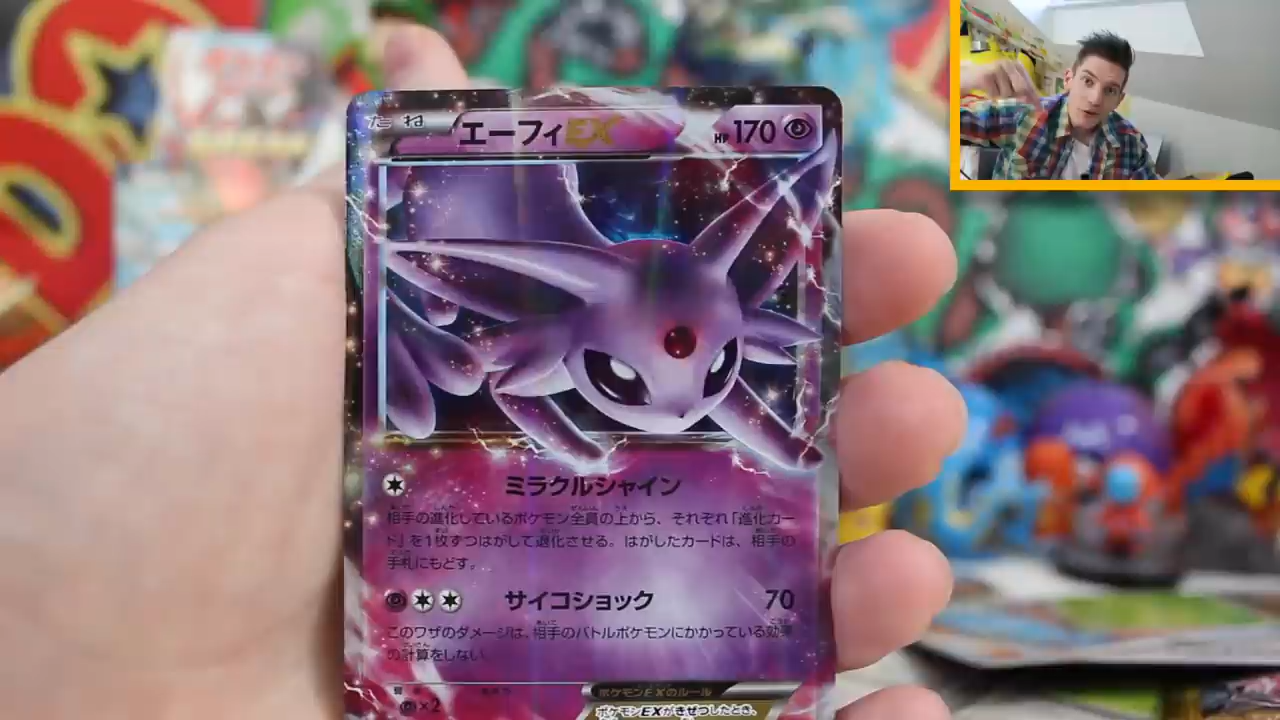 たね エーフィEX HP170
ミラクルシャイン
相手の進化しているポケモン全員の上から、それぞれ「進化カー
ド」を1枚ずつはがして退化させる。はがしたカードは、相手の
手札にもどす。
サイコショック 70
このワザのダメージは、相手のバトルポケモンにかかっている効果
の計算をしない。
×2
ポケモンEXのルール
ポケモンEXがきぜつしたとき、